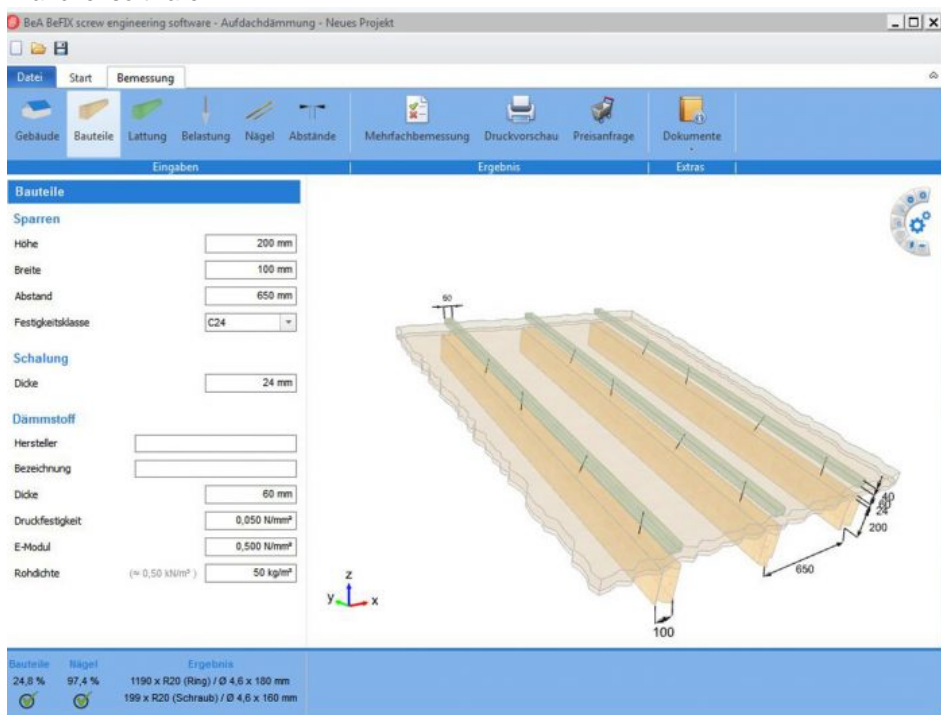 BeA BeFIX screw engineering software - Aufdachdämmung - Neues Projekt
Datei Start Bemessung
Gebäude Bauteile Lattung Belastung Nägel Abstände Mehrfachbemessung Druckvorschau Preisanfrage Dokumente
Eingaben Ergebnis Extras
Bauteile
Sparren
Höhe 200 mm
Breite 100 mm
Abstand 650 mm
Festigkeitsklasse C24
Schalung
Dicke 24 mm
Dämmstoff
Hersteller
Bezeichnung
Dicke 60 mm
Druckfestigkeit 0,050 N/mm²
E-Modul 0,500 N/mm²
Rohdichte (≈ 0,50 kN/m³ ) 50 kg/m³
60
40
60
24
200
650
100
z
y x
Bauteile Nägel Ergebnis
24,8 % 97,4 % 1190 x R20 (Ring) / Ø 4,6 x 180 mm
199 x R20 (Schraub) / Ø 4,6 x 160 mm